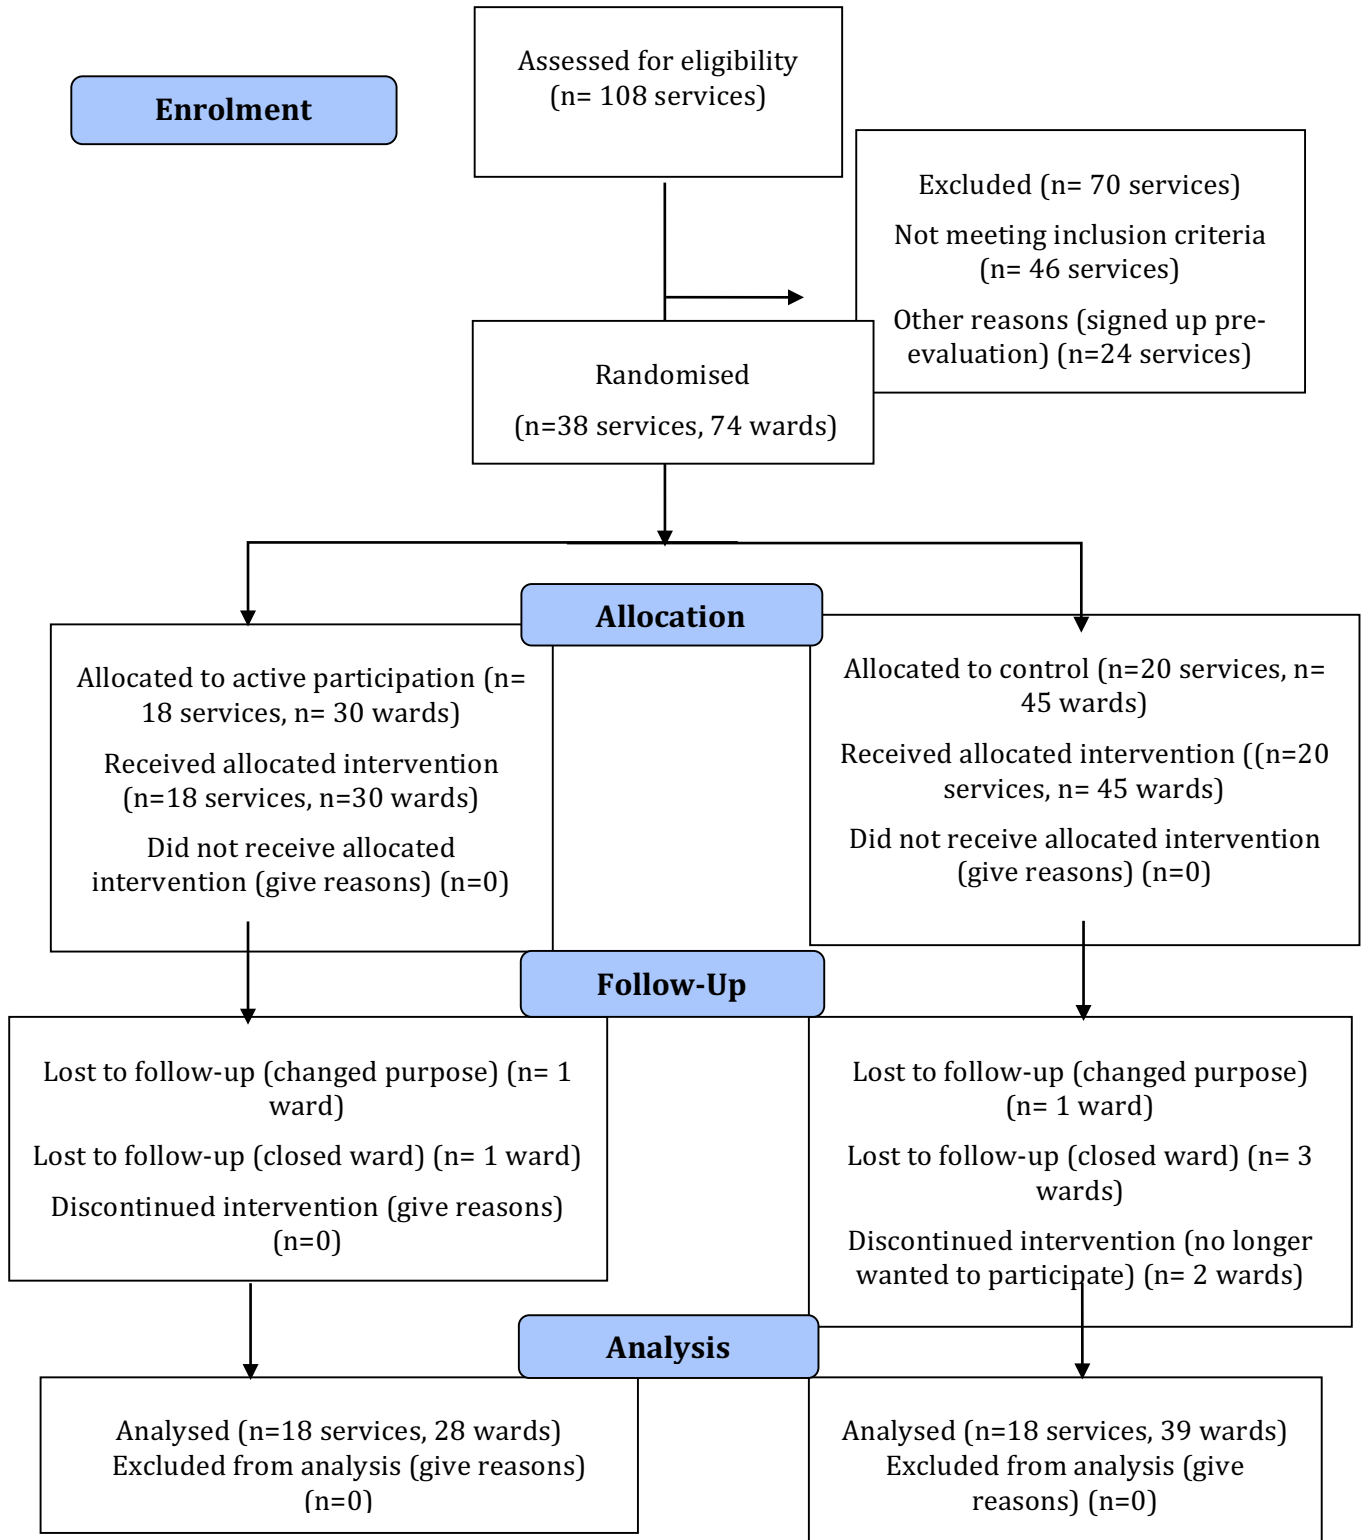 Assessed for eligibility
(n= 108 services)
Enrolment
Excluded (n= 70 services)
Not meeting inclusion criteria
(n= 46 services)
Other reasons (signed up pre-
evaluation) (n=24 services)
Randomised
(n=38 services, 74 wards)
Allocation
Allocated to active participation (n=
18 services, n= 30 wards)
Received allocated intervention
(n=18 services, n=30 wards)
Did not receive allocated
intervention (give reasons) (n=0)
Allocated to control (n=20 services, n=
45 wards)
Received allocated intervention ((n=20
services, n= 45 wards)
Did not receive allocated intervention
(give reasons) (n=0)
Follow-Up
Lost to follow-up (changed purpose) (n= 1
ward)
Lost to follow-up (closed ward) (n= 1 ward)
Discontinued intervention (give reasons)
(n=0)
Lost to follow-up (changed purpose)
(n= 1 ward)
Lost to follow-up (closed ward) (n= 3
wards)
Discontinued intervention (no longer
wanted to participate) (n= 2 wards)
Analysis
Analysed (n=18 services, 28 wards)
Excluded from analysis (give reasons)
(n=0)
Analysed (n=18 services, 39 wards)
Excluded from analysis (give
reasons) (n=0)